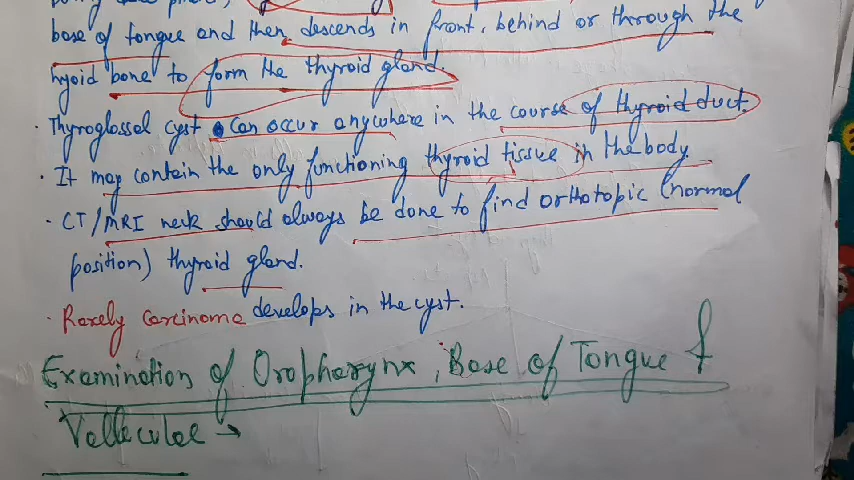 base of tongue and then descends in front, behind or through the
hyoid bone to form the thyroid gland.
· Thyroglossal cyst can occur anywhere in the course of thyroid duct.
· It may contain the only functioning thyroid tissue in the body.
· CT/MRI neck should always be done to find orthotopic (normal
position) thyroid gland.
· Rarely carcinoma develops in the cyst.
Examination of Oropharynx, Base of Tongue &
Velleculae →